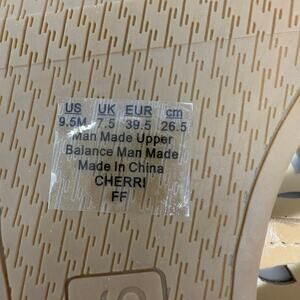 US UK EUR cm
9.5M 7.5 39.5 26.5
Man Made Upper
Balance Man Made
Made In China
CHERRI
FF